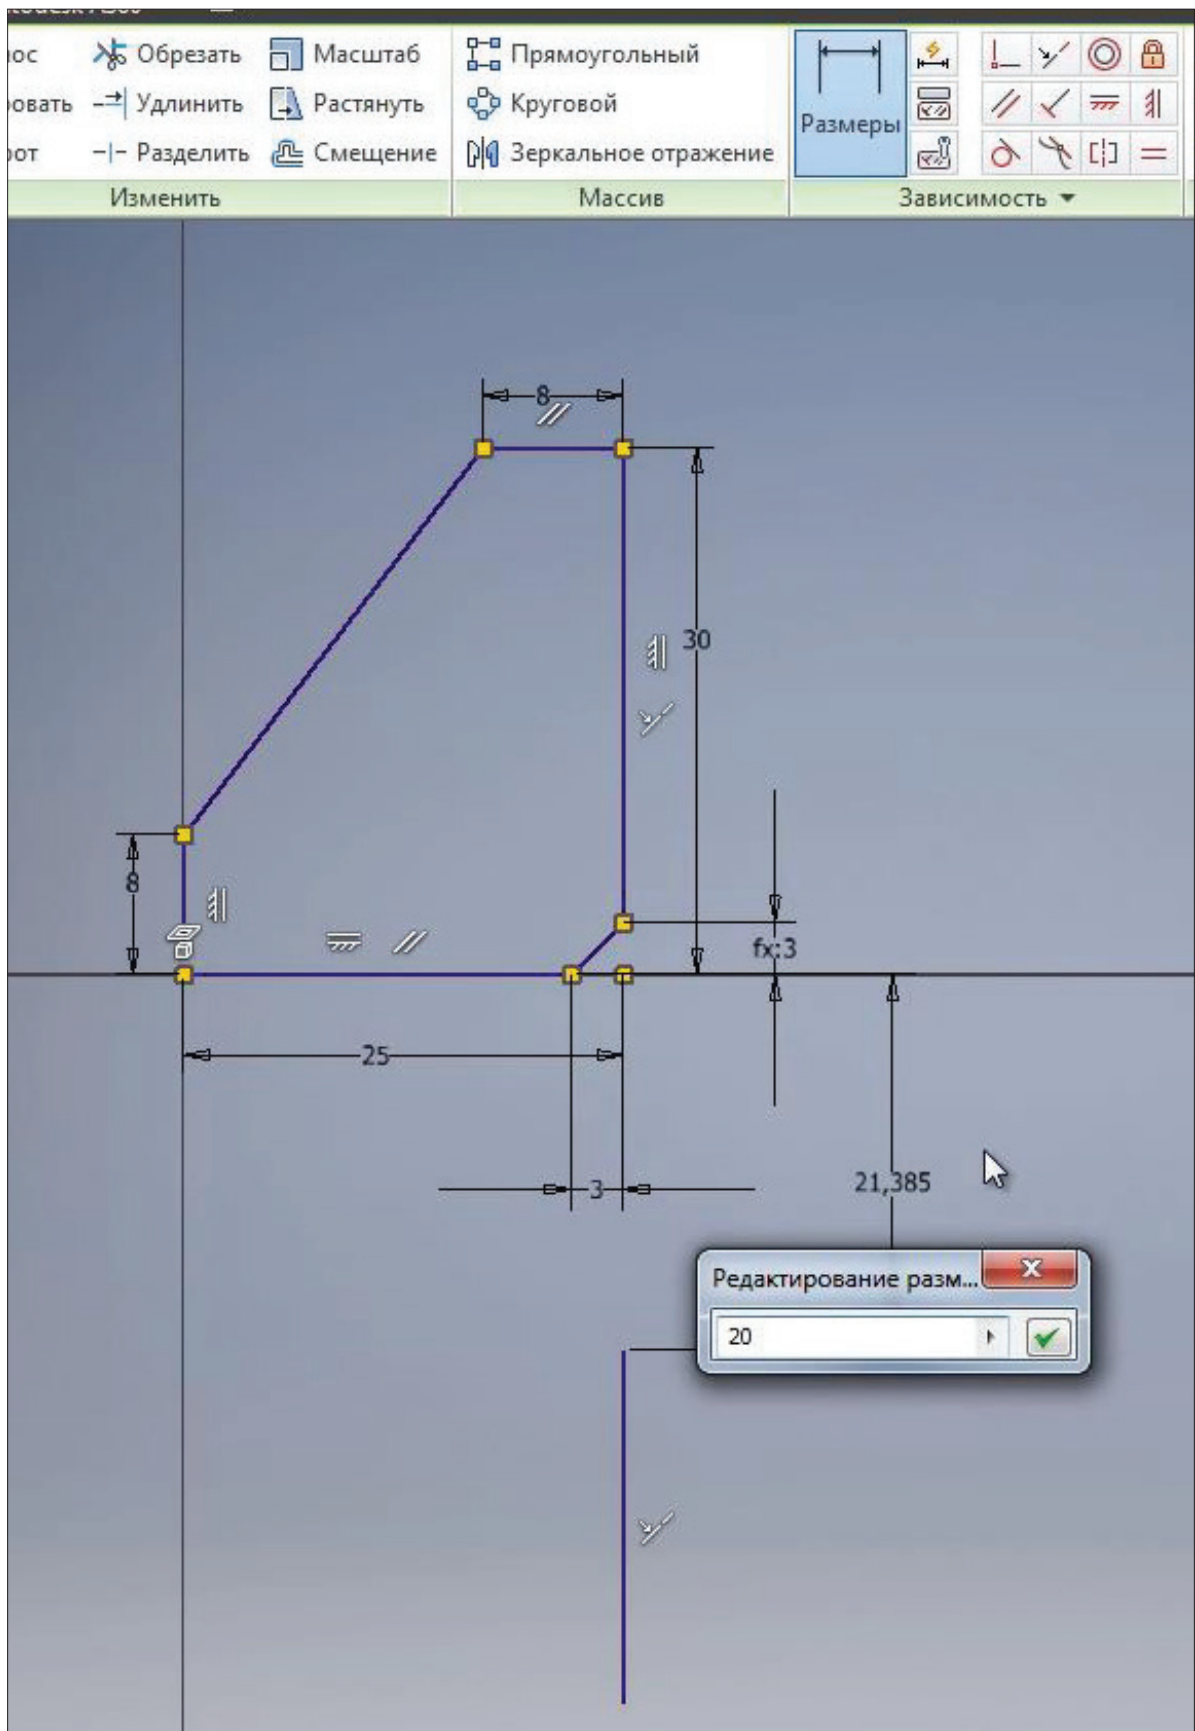 Обрезать Масштаб Прямоугольный
Удлинить Растянуть Круговой
Разделить Смещение Зеркальное отражение
Размеры
Изменить Массив Зависимость
8
30
8
fx:3
25
3
21,385
Редактирование разм...
20